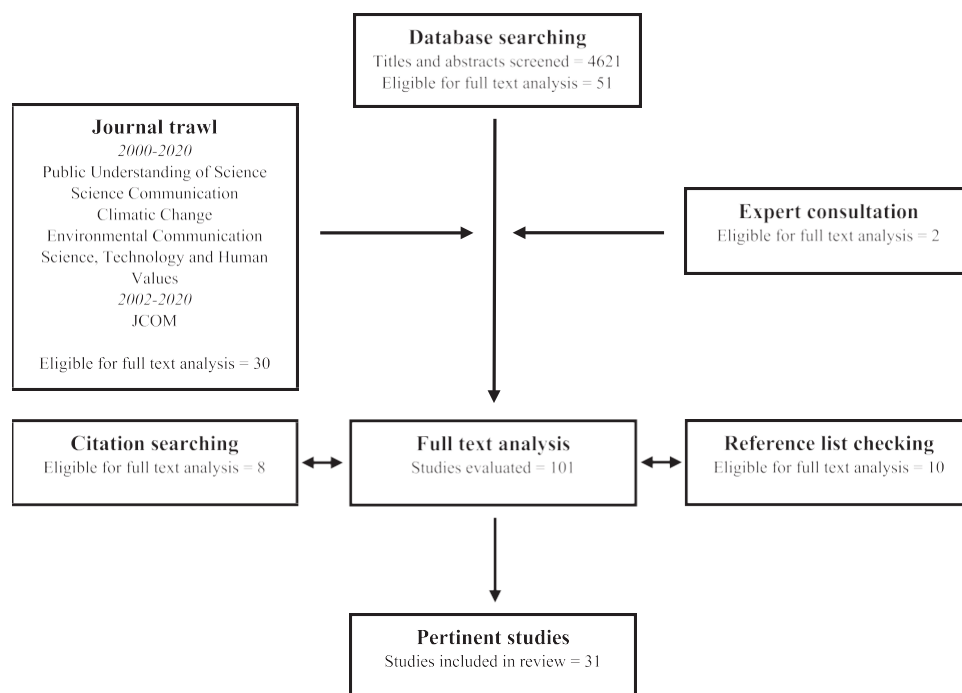 Database searching
Titles and abstracts screened = 4621
Eligible for full text analysis = 51
Journal trawl
2000-2020
Public Understanding of Science
Science Communication
Climatic Change
Environmental Communication
Science, Technology and Human
Values
2002-2020
JCOM
Eligible for full text analysis = 30
Expert consultation
Eligible for full text analysis = 2
Citation searching
Eligible for full text analysis = 8
Full text analysis
Studies evaluated = 101
Reference list checking
Eligible for full text analysis = 10
Pertinent studies
Studies included in review = 31